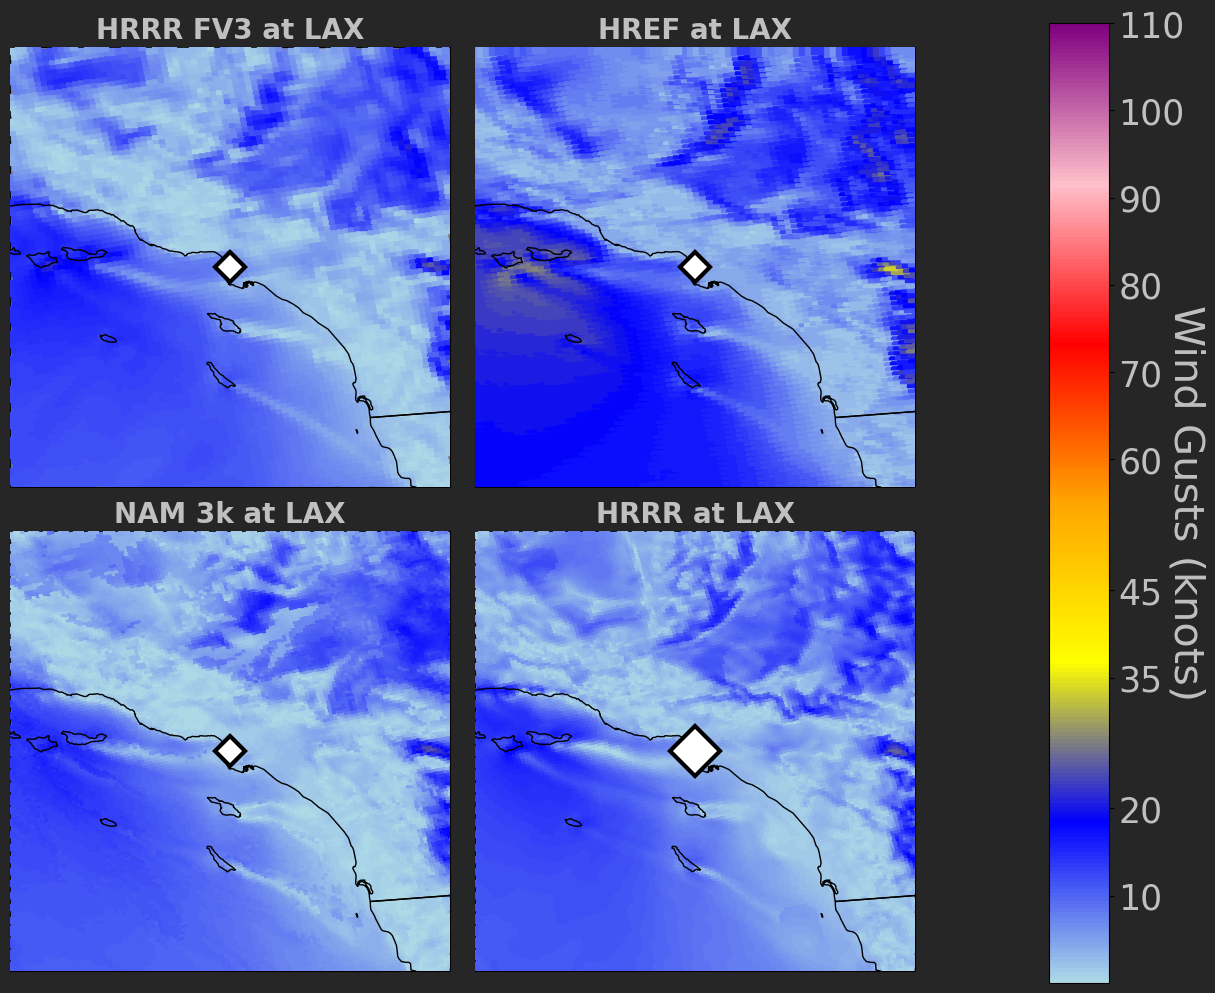 HRRR FV3 at LAX
HREF at LAX
NAM 3k at LAX
HRRR at LAX
110
100
90
80
70
60
45
35
20
10
Wind Gusts (knots)